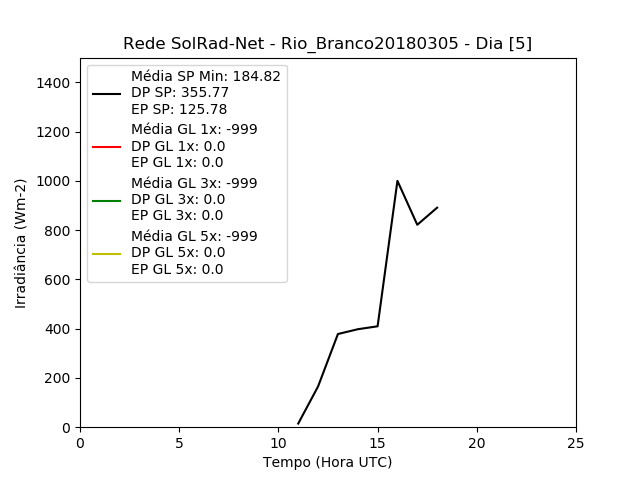 Rede SolRad-Net - Rio_Branco20180305 - Dia [5]
Média SP Min: 184.82
DP SP: 355.77
EP SP: 125.78
Média GL 1x: -999
DP GL 1x: 0.0
EP GL 1x: 0.0
Média GL 3x: -999
DP GL 3x: 0.0
EP GL 3x: 0.0
Média GL 5x: -999
DP GL 5x: 0.0
EP GL 5x: 0.0
Irradiância (Wm-2)
1400
1200
1000
800
600
400
200
0
0 5 10 15 20 25
Tempo (Hora UTC)